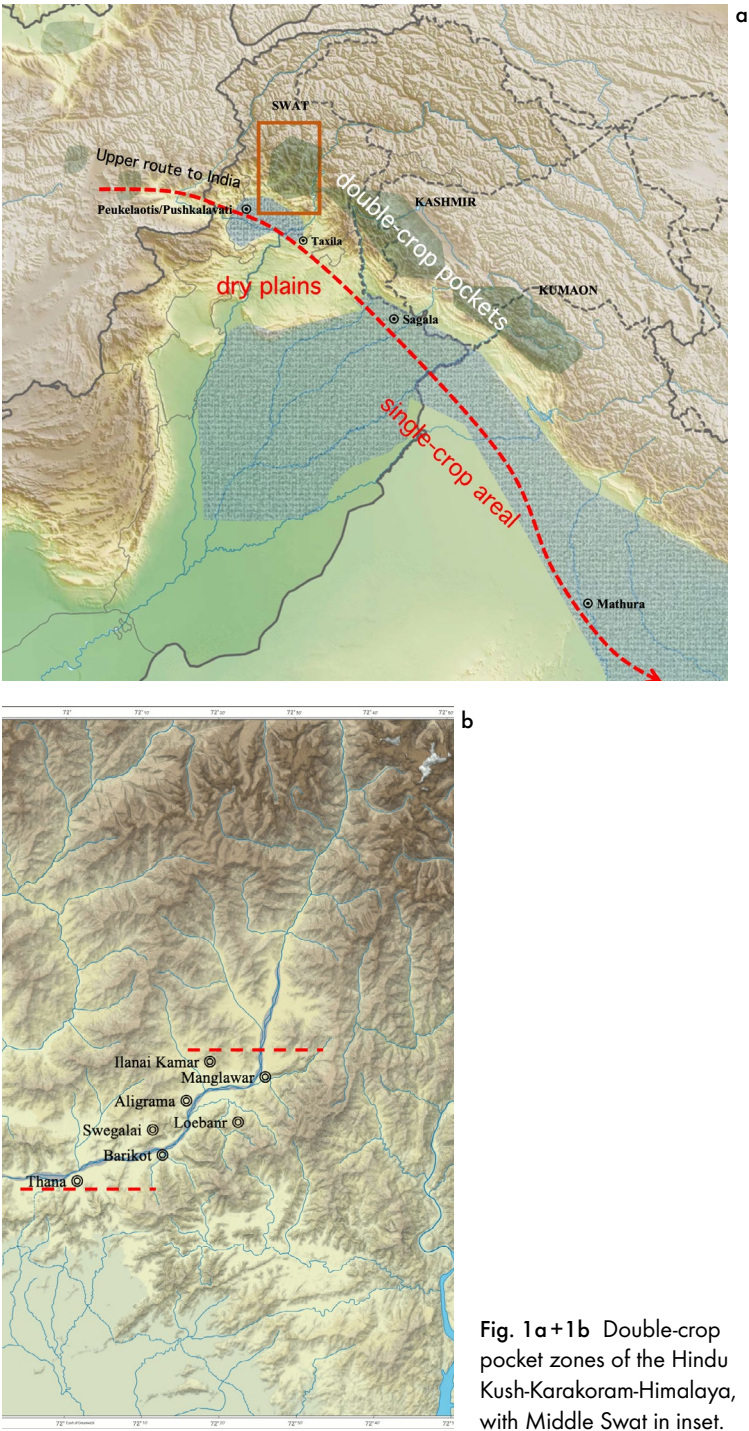 a
SWAT
Upper route to India
Peukelaotis/Pushkalavati
Taxila
double-crop pockets
KASHMIR
dry plains
KUMAON
Sagala
single-crop areal
Mathura
b
72°
72°10'
72°20'
72°30'
72°40'
72°50'
Ilanai Kamar
Manglawar
Aligrama
Loebanr
Swegalai
Barikot
Thana
Fig. 1a+1b Double-crop
pocket zones of the Hindu
Kush-Karakoram-Himalaya,
with Middle Swat in inset.